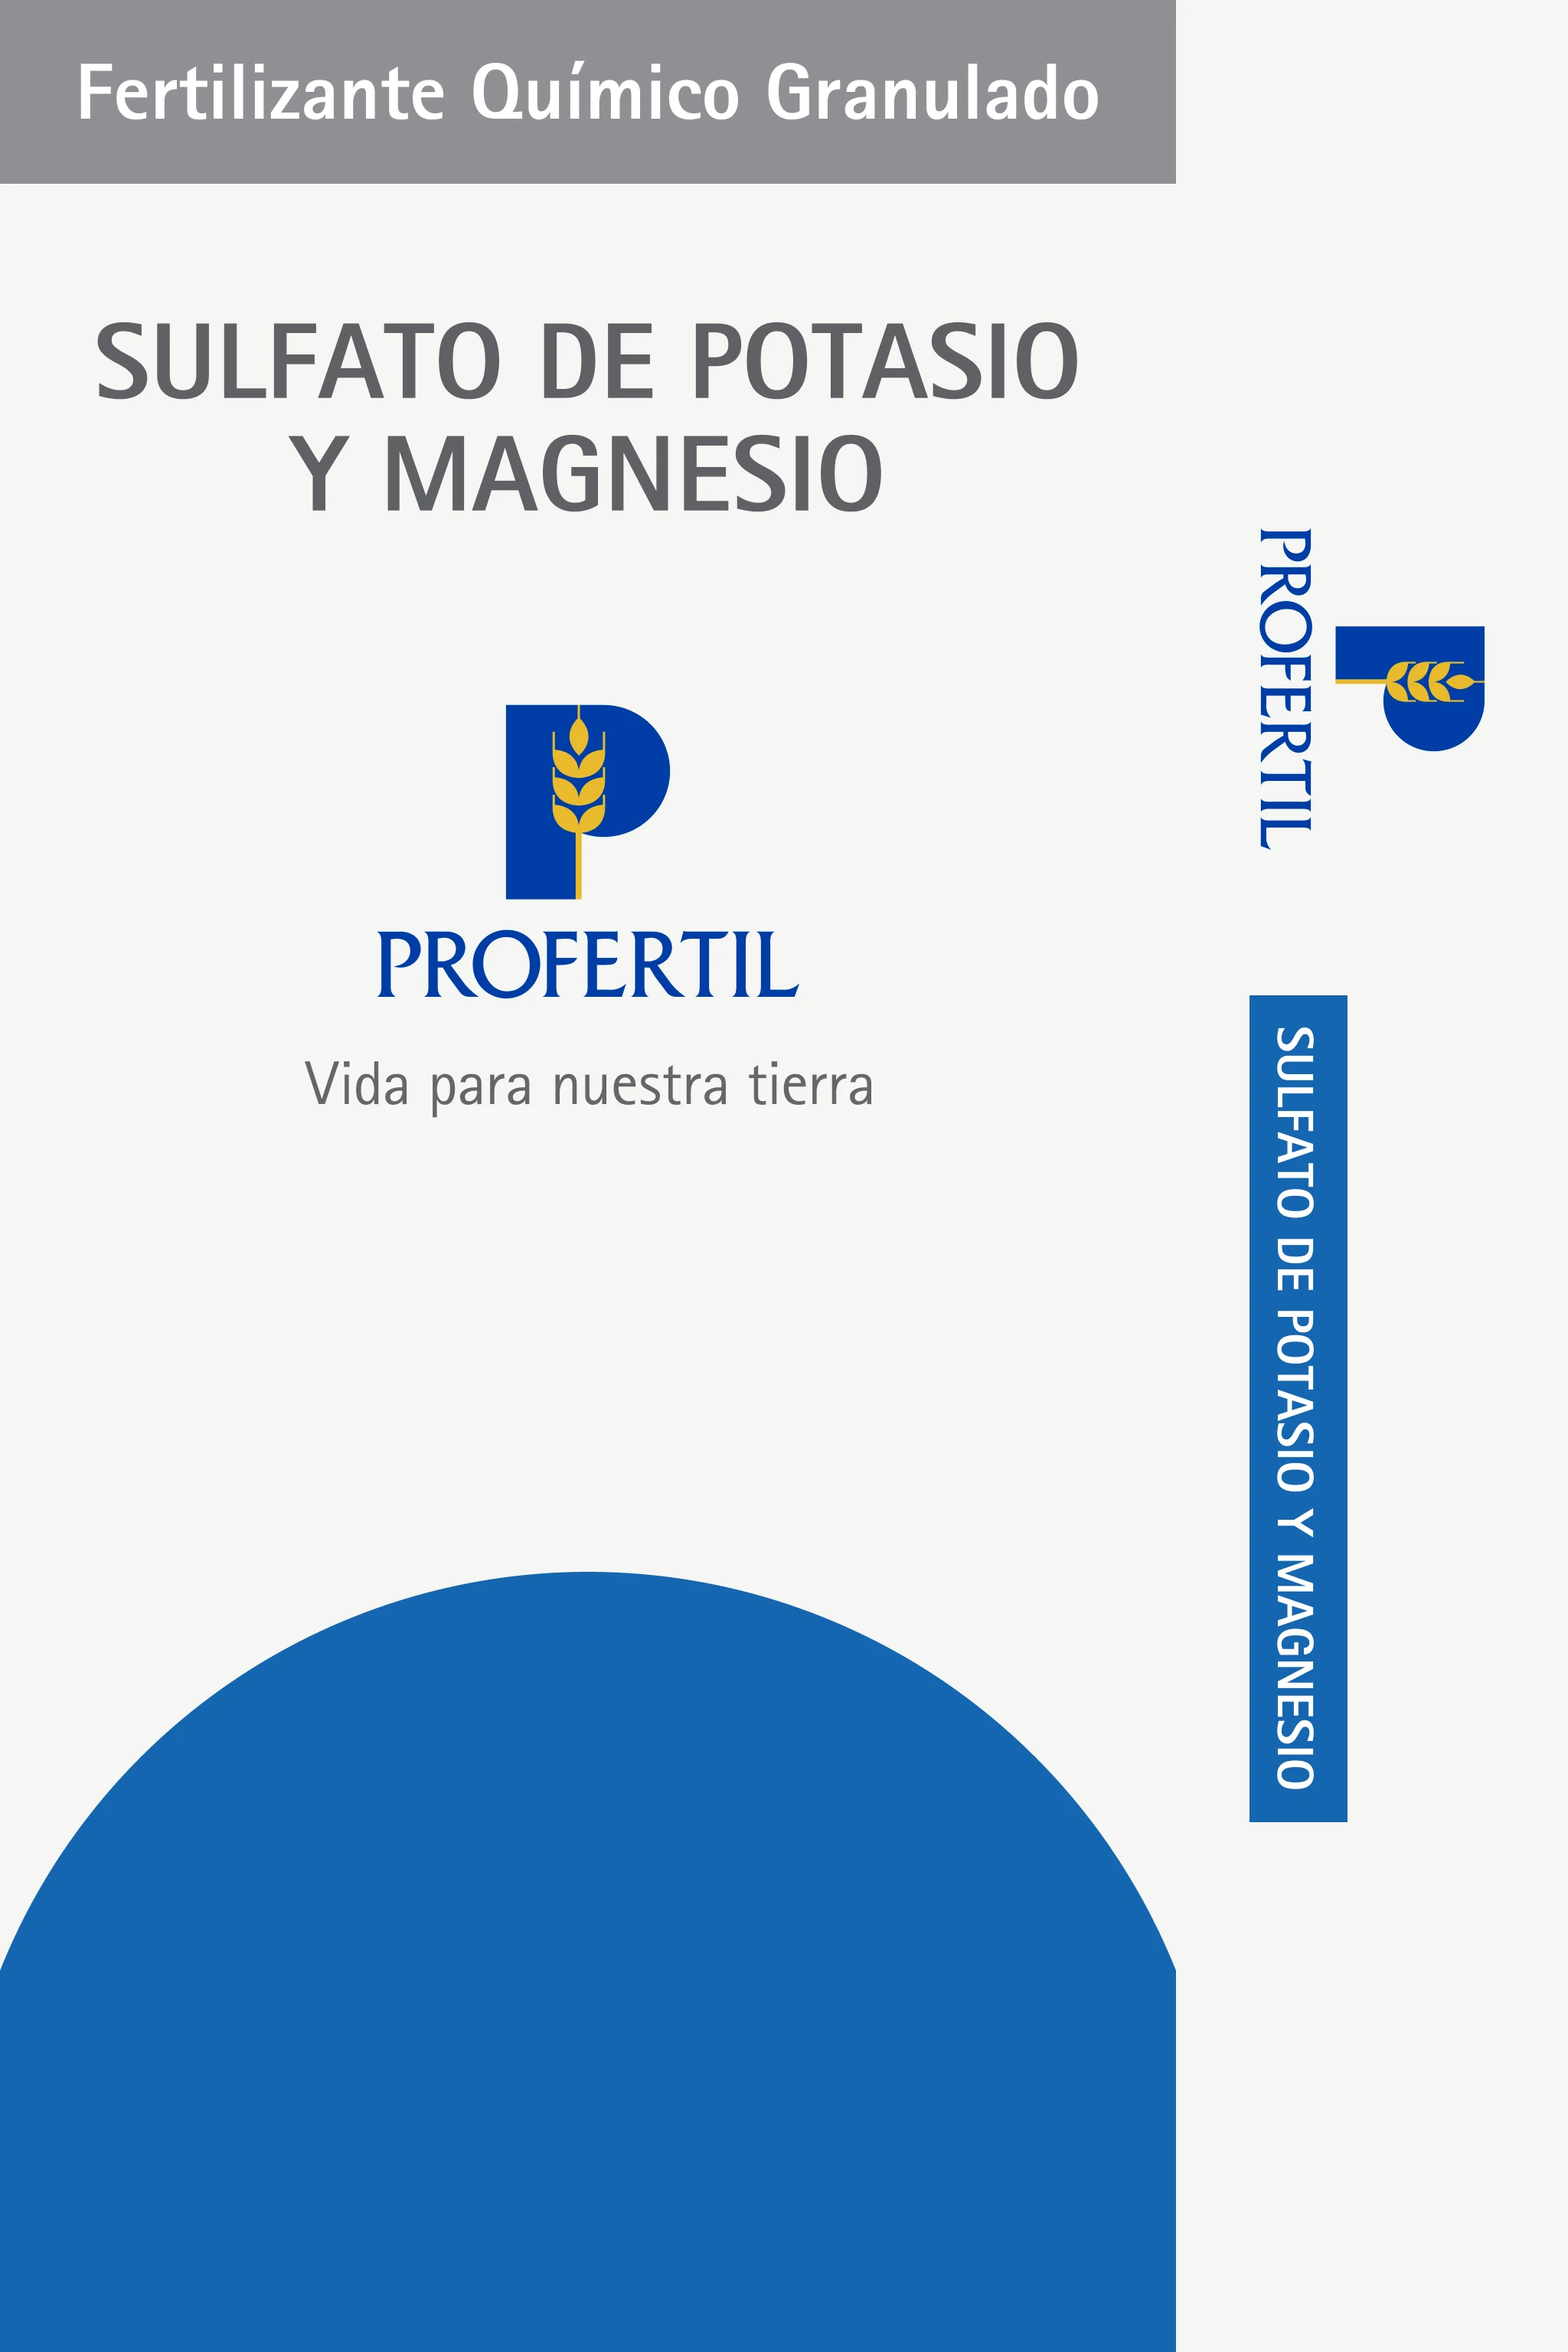 Fertilizante Químico Granulado
SULFATO DE POTASIO
Y MAGNESIO
PROFERTIL
Vida para nuestra tierra
PROFERTIL
SULFATO DE POTASIO Y MAGNESIO